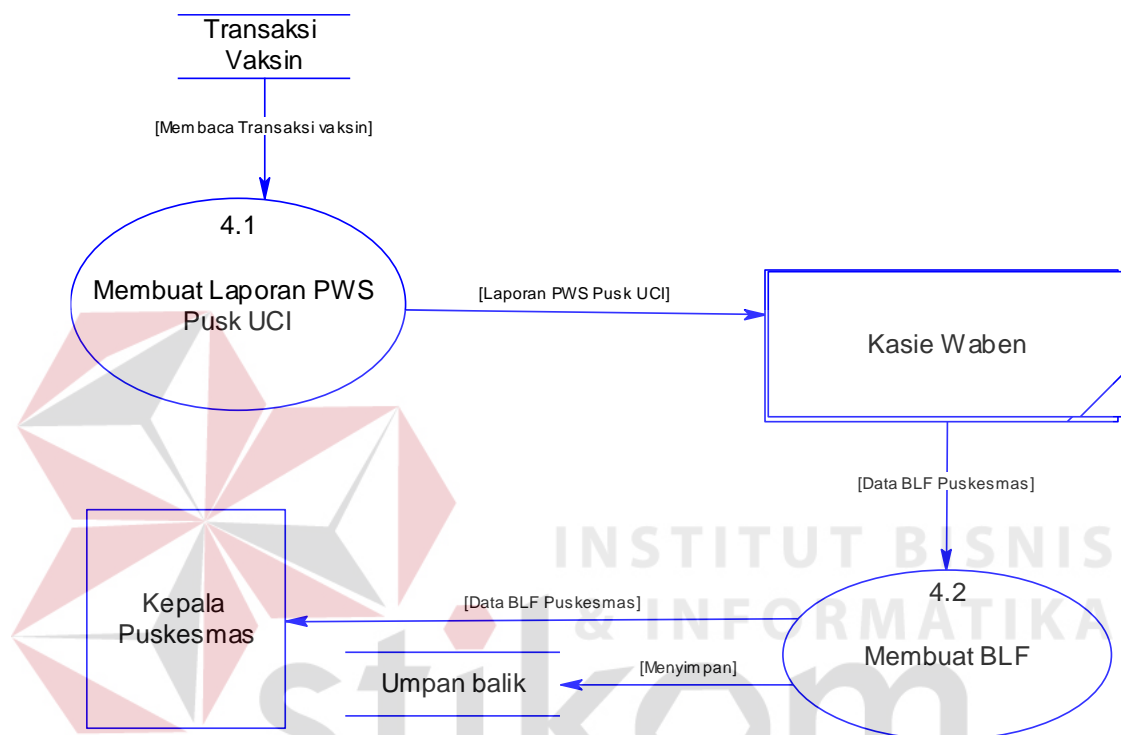 Transaksi
Vaksin
[Membaca Transaksi vaksin]
4.1
Membuat Laporan PWS
Pusk UCI
[Laporan PWS Pusk UCI]
Kasie Waben
[Data BLF Puskesmas]
INSTITUT BISNIS
& INFORMATIKA
stikom
4.2
Membuat BLF
[Data BLF Puskesmas]
Kepala
Puskesmas
[Menyimpan]
Umpan balik